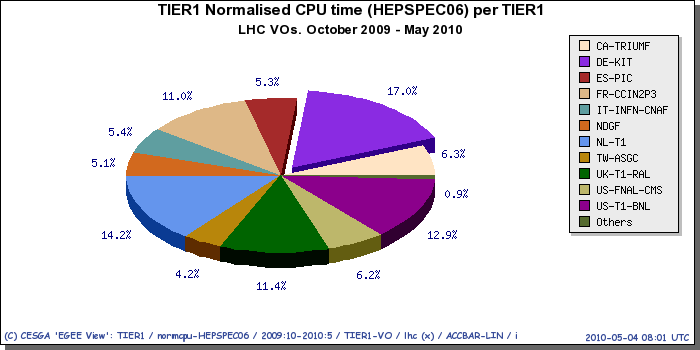 TIER1 Normalised CPU time (HEPSPEC06) per TIER1
LHC VOs. October 2009 - May 2010
CA-TRIUMF
DE-KIT
ES-PIC
FR-CCIN2P3
IT-INFN-CNAF
NDGF
NL-T1
TW-ASGC
UK-T1-RAL
US-FNAL-CMS
US-T1-BNL
Others
5.3%
17.0%
11.0%
5.4%
6.3%
5.1%
0.9%
14.2%
12.9%
4.2%
11.4%
6.2%
(C) CESGA 'EGEE View': TIER1 / normcpu-HEPSPEC06 / 2009:10-2010:5 / TIER1-VO / lhc (x) / ACCBAR-LIN / i
2010-05-04 08:01 UTC